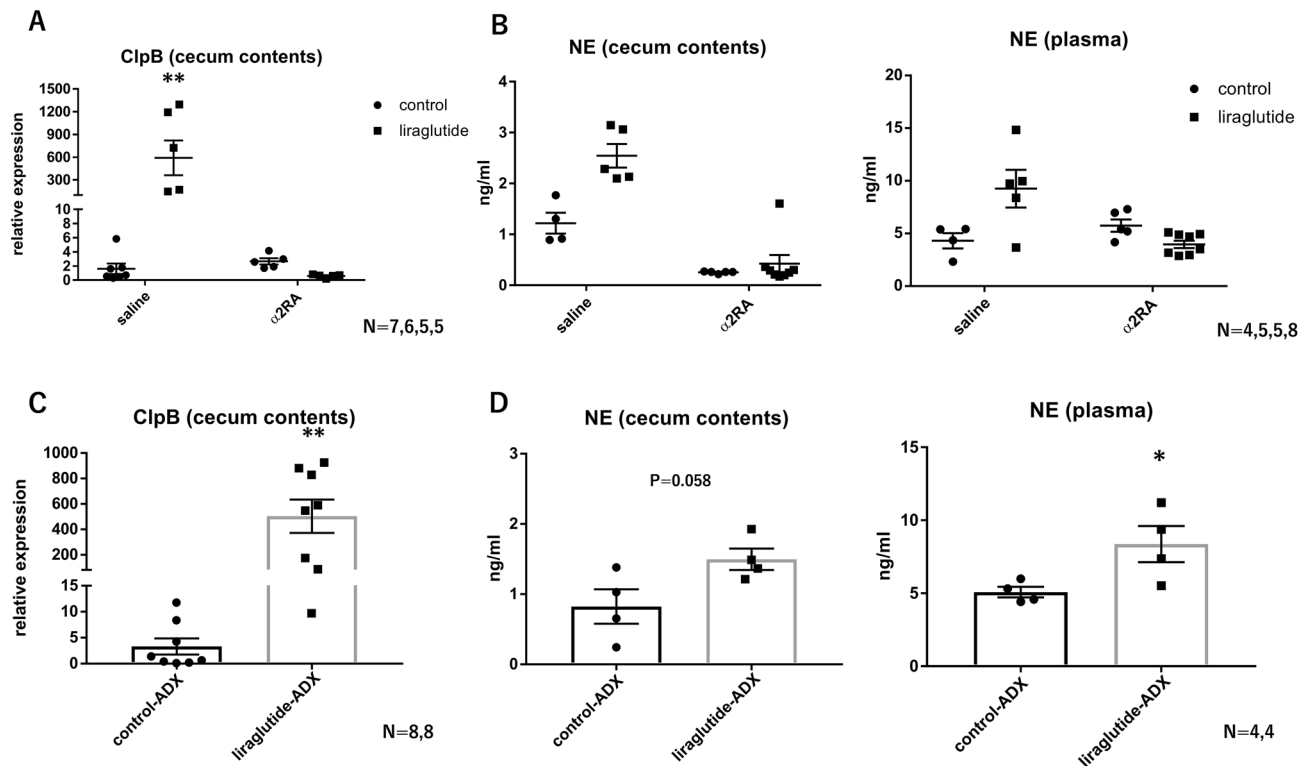 A
ClpB (cecum contents)
**
relative expression
1500
1200
900
600
300
10
8
6
4
2
0
saline
α2RA
control
liraglutide
N=7,6,5,5
B
NE (cecum contents)
ng/ml
4
3
2
1
0
saline
α2RA
NE (plasma)
ng/ml
20
15
10
5
0
saline
α2RA
control
liraglutide
N=4,5,5,8
C
ClpB (cecum contents)
**
relative expression
1000
800
600
400
200
15
10
5
0
control-ADX
liraglutide-ADX
N=8,8
D
NE (cecum contents)
P=0.058
ng/ml
3
2
1
0
control-ADX
liraglutide-ADX
NE (plasma)
*
ng/ml
15
10
5
0
control-ADX
liraglutide-ADX
N=4,4